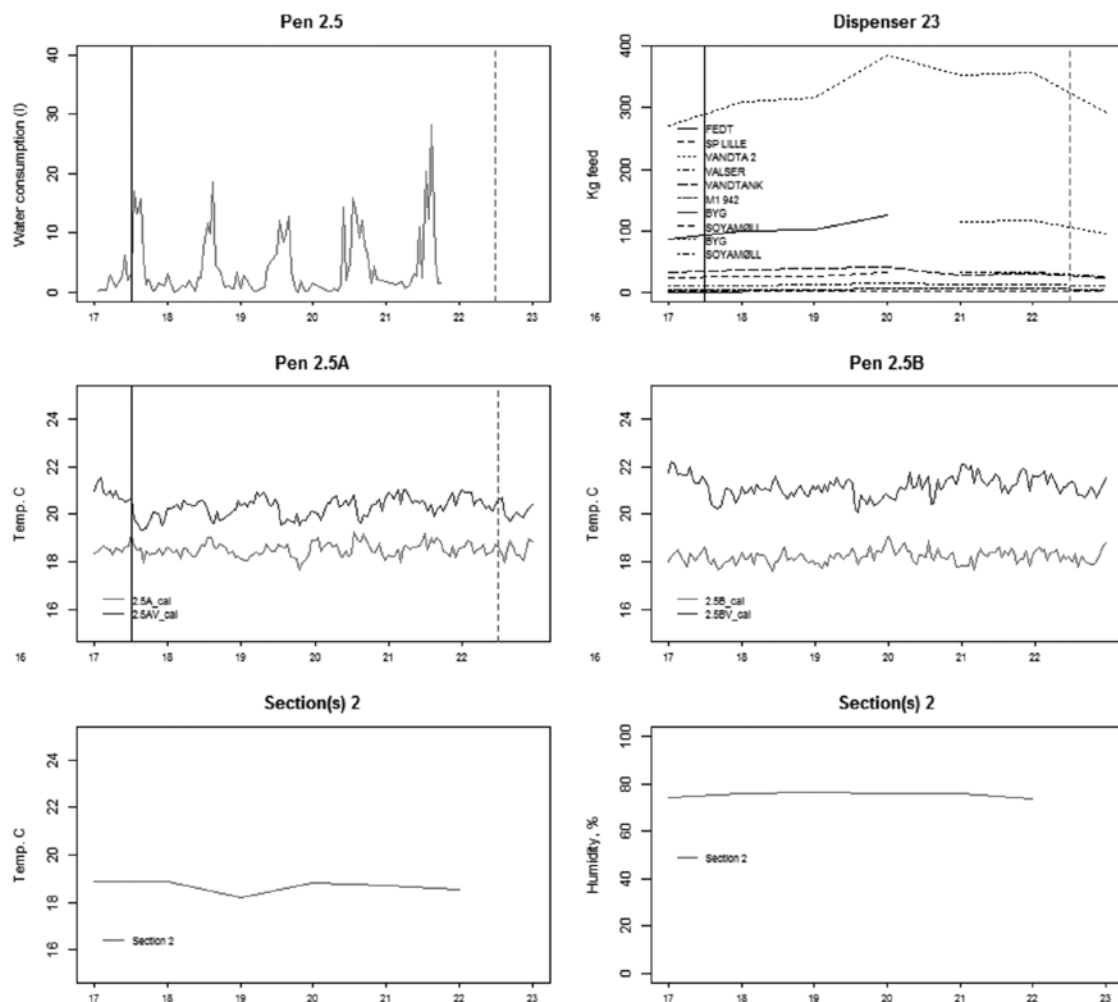 Pen 2.5
Water consumption (l)
40
30
20
10
0
17 18 19 20 21 22 23
Dispenser 23
Kg feed
400
300
200
100
0
FEDT
SP LILLE
VANDTA 2
VALSER
VANDTANK
M1 942
BYG
SOYAMØLL
BYG
SOYAMØLL
16 17 18 19 20 21 22 23
Pen 2.5A
Temp. C
24
22
20
18
16
2.5A_cal
2.5AV_cal
16 17 18 19 20 21 22
Pen 2.5B
Temp. C
24
22
20
18
16
2.5B_cal
2.5BV_cal
16 17 18 19 20 21 22
Section(s) 2
Temp. C
24
22
20
18
16
Section 2
17 18 19 20 21 22 23
Section(s) 2
Humidity, %
100
80
60
40
20
0
Section 2
17 18 19 20 21 22 23